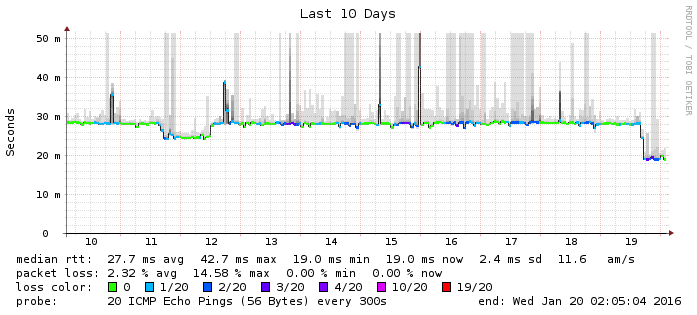 Last 10 Days
RRDTOOL / TOBI OETIKER
Seconds
50 m
40 m
30 m
20 m
10 m
0
10 11 12 13 14 15 16 17 18 19
median rtt: 27.7 ms avg 42.7 ms max 19.0 ms min 19.0 ms now 2.4 ms sd 11.6 am/s
packet loss: 2.32 % avg 14.58 % max 0.00 % min 0.00 % now
loss color: 0 1/20 2/20 3/20 4/20 10/20 19/20
probe: 20 ICMP Echo Pings (56 Bytes) every 300s end: Wed Jan 20 02:05:04 2016